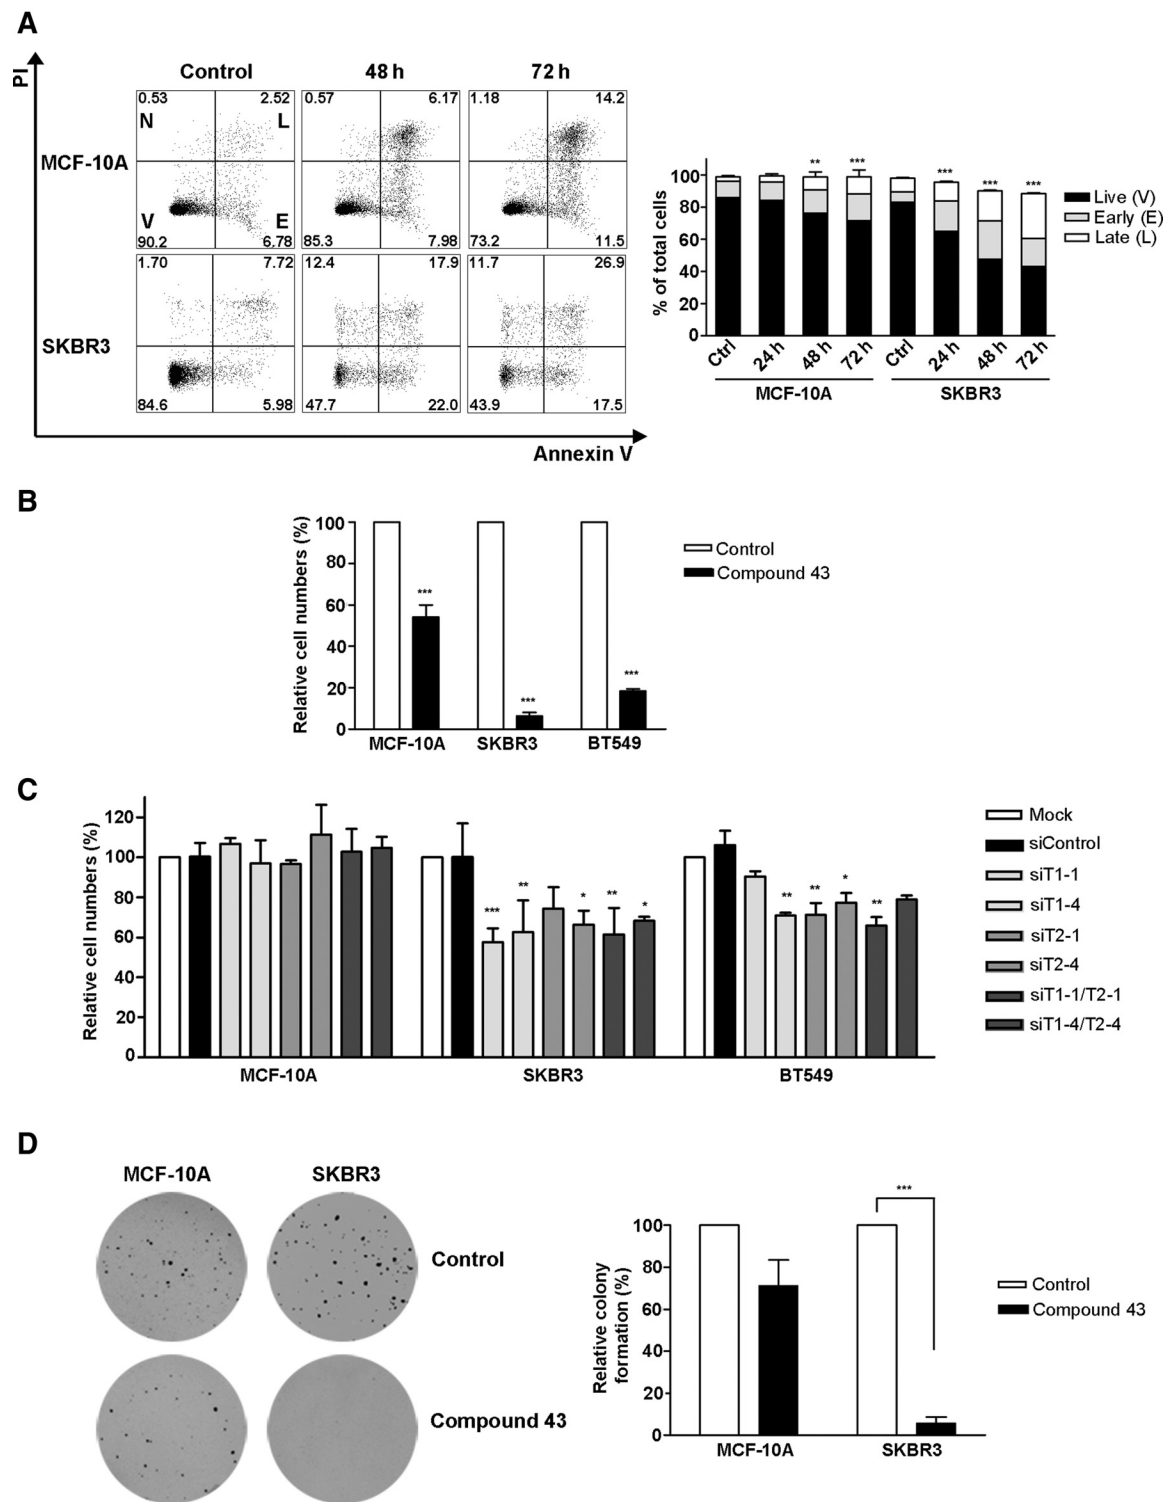 A
PI
Control 48 h 72 h
0.53 2.52 0.57 6.17 1.18 14.2
N L
MCF-10A
V E
90.2 6.78 85.3 7.98 73.2 11.5
1.70 7.72 12.4 17.9 11.7 26.9
SKBR3
84.6 5.98 47.7 22.0 43.9 17.5
Annexin V
% of total cells
100
80
60
40
20
0
** *** *** *** ***
Ctrl 24 h 48 h 72 h Ctrl 24 h 48 h 72 h
MCF-10A SKBR3
Live (V)
Early (E)
Late (L)
B
Relative cell numbers (%)
100
80
60
40
20
0
***
***
***
MCF-10A SKBR3 BT549
Control
Compound 43
C
Relative cell numbers (%)
120
100
80
60
40
20
0
*** ** * ** *
** ** * **
MCF-10A SKBR3 BT549
Mock
siControl
siT1-1
siT1-4
siT2-1
siT2-4
siT1-1/T2-1
siT1-4/T2-4
D
MCF-10A SKBR3
Control
Compound 43
Relative colony
formation (%)
100
80
60
40
20
0
***
MCF-10A SKBR3
Control
Compound 43